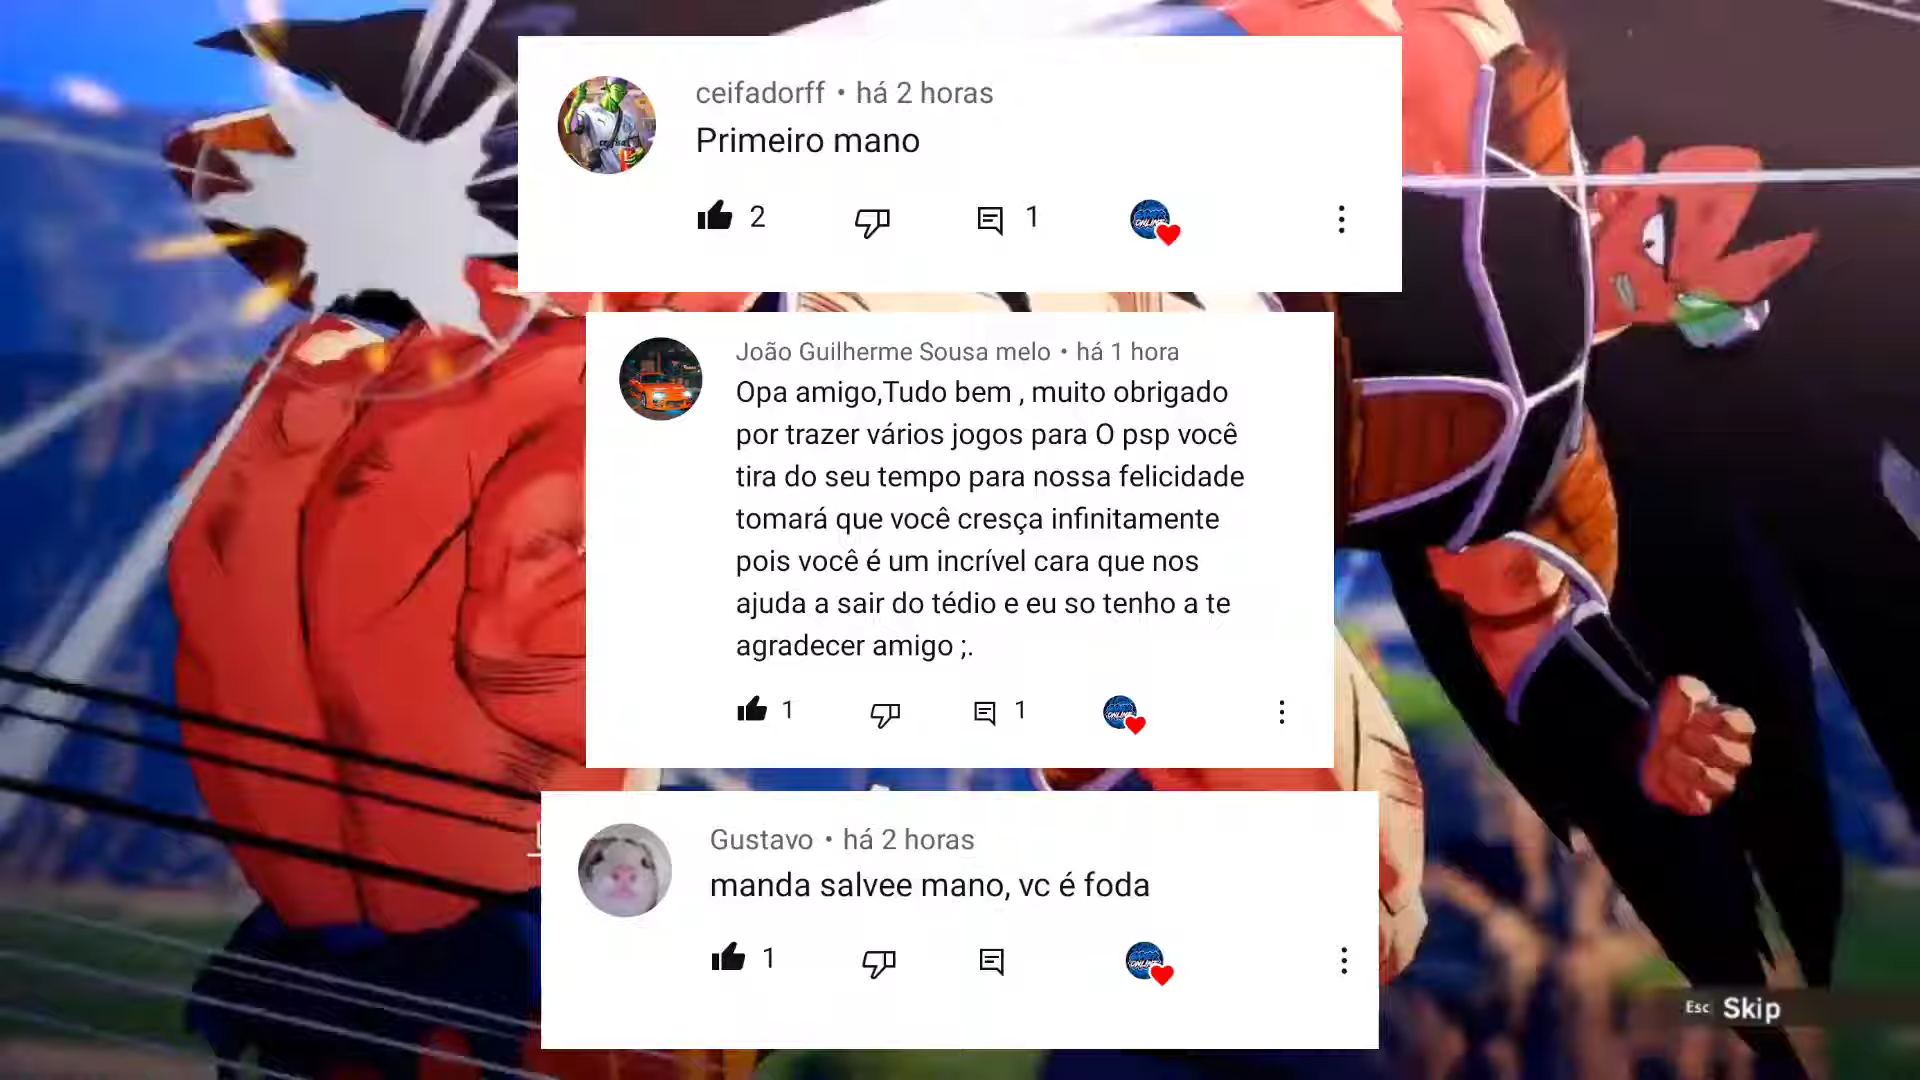 ceifadorff • há 2 horas
Primeiro mano
2
1
João Guilherme Sousa melo • há 1 hora
Opa amigo,Tudo bem , muito obrigado
por trazer vários jogos para O psp você
tira do seu tempo para nossa felicidade
tomará que você cresça infinitamente
pois você é um incrível cara que nos
ajuda a sair do tédio e eu so tenho a te
agradecer amigo ;.
1
1
Gustavo • há 2 horas
manda salvee mano, vc é foda
1
Esc Skip